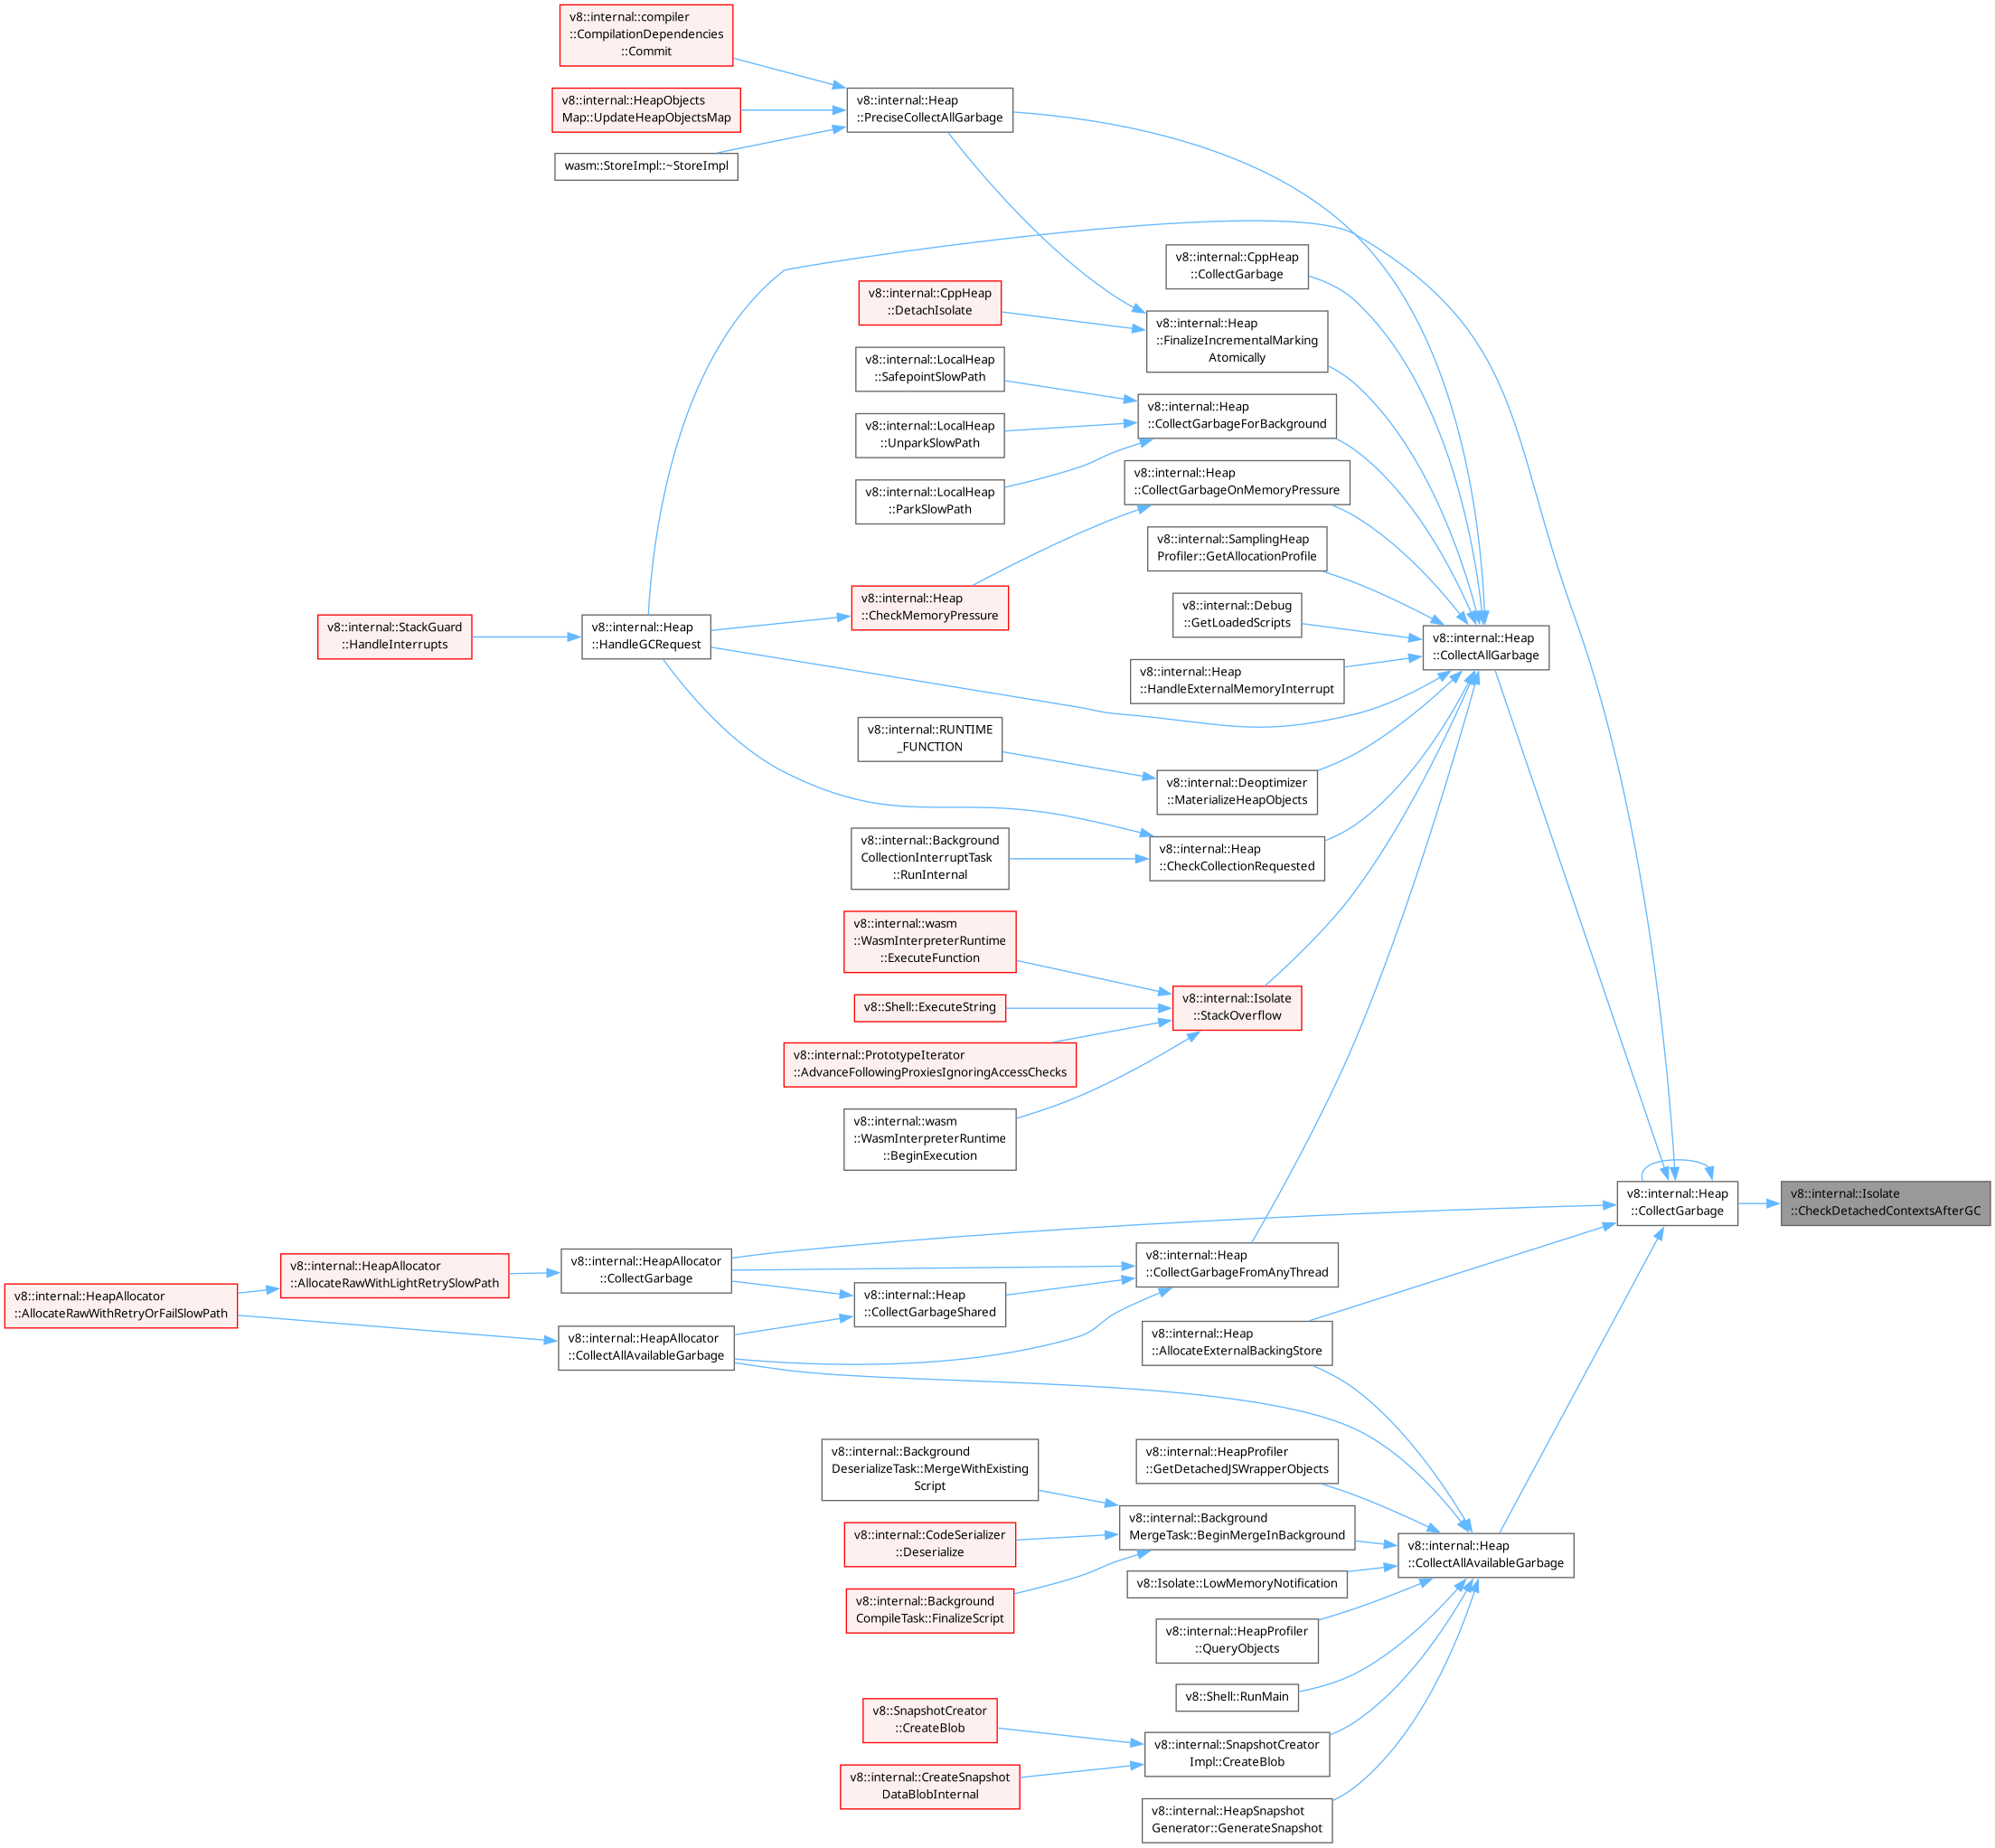 v8::internal::compiler
::CompilationDependencies
::Commit
v8::internal::HeapObjects
Map::UpdateHeapObjectsMap
wasm::StoreImpl::~StoreImpl
v8::internal::Heap
::PreciseCollectAllGarbage
v8::internal::CppHeap
::CollectGarbage
v8::internal::CppHeap
::DetachIsolate
v8::internal::Heap
::FinalizeIncrementalMarking
Atomically
v8::internal::LocalHeap
::SafepointSlowPath
v8::internal::LocalHeap
::UnparkSlowPath
v8::internal::LocalHeap
::ParkSlowPath
v8::internal::Heap
::CollectGarbageForBackground
v8::internal::Heap
::CollectGarbageOnMemoryPressure
v8::internal::SamplingHeap
Profiler::GetAllocationProfile
v8::internal::Debug
::GetLoadedScripts
v8::internal::StackGuard
::HandleInterrupts
v8::internal::Heap
::HandleGCRequest
v8::internal::Heap
::CheckMemoryPressure
v8::internal::Heap
::HandleExternalMemoryInterrupt
v8::internal::Heap
::CollectAllGarbage
v8::internal::RUNTIME
_FUNCTION
v8::internal::Deoptimizer
::MaterializeHeapObjects
v8::internal::Background
CollectionInterruptTask
::RunInternal
v8::internal::Heap
::CheckCollectionRequested
v8::internal::wasm
::WasmInterpreterRuntime
::ExecuteFunction
v8::Shell::ExecuteString
v8::internal::PrototypeIterator
::AdvanceFollowingProxiesIgnoringAccessChecks
v8::internal::wasm
::WasmInterpreterRuntime
::BeginExecution
v8::internal::Isolate
::StackOverflow
v8::internal::Heap
::CollectGarbage
v8::internal::Isolate
::CheckDetachedContextsAfterGC
v8::internal::HeapAllocator
::AllocateRawWithRetryOrFailSlowPath
v8::internal::HeapAllocator
::AllocateRawWithLightRetrySlowPath
v8::internal::HeapAllocator
::CollectGarbage
v8::internal::HeapAllocator
::CollectAllAvailableGarbage
v8::internal::Heap
::CollectGarbageShared
v8::internal::Heap
::CollectGarbageFromAnyThread
v8::internal::Heap
::AllocateExternalBackingStore
v8::internal::Background
DeserializeTask::MergeWithExisting
Script
v8::internal::CodeSerializer
::Deserialize
v8::internal::Background
CompileTask::FinalizeScript
v8::internal::HeapProfiler
::GetDetachedJSWrapperObjects
v8::internal::Background
MergeTask::BeginMergeInBackground
v8::Isolate::LowMemoryNotification
v8::internal::HeapProfiler
::QueryObjects
v8::Shell::RunMain
v8::internal::Heap
::CollectAllAvailableGarbage
v8::SnapshotCreator
::CreateBlob
v8::internal::CreateSnapshot
DataBlobInternal
v8::internal::SnapshotCreator
Impl::CreateBlob
v8::internal::HeapSnapshot
Generator::GenerateSnapshot